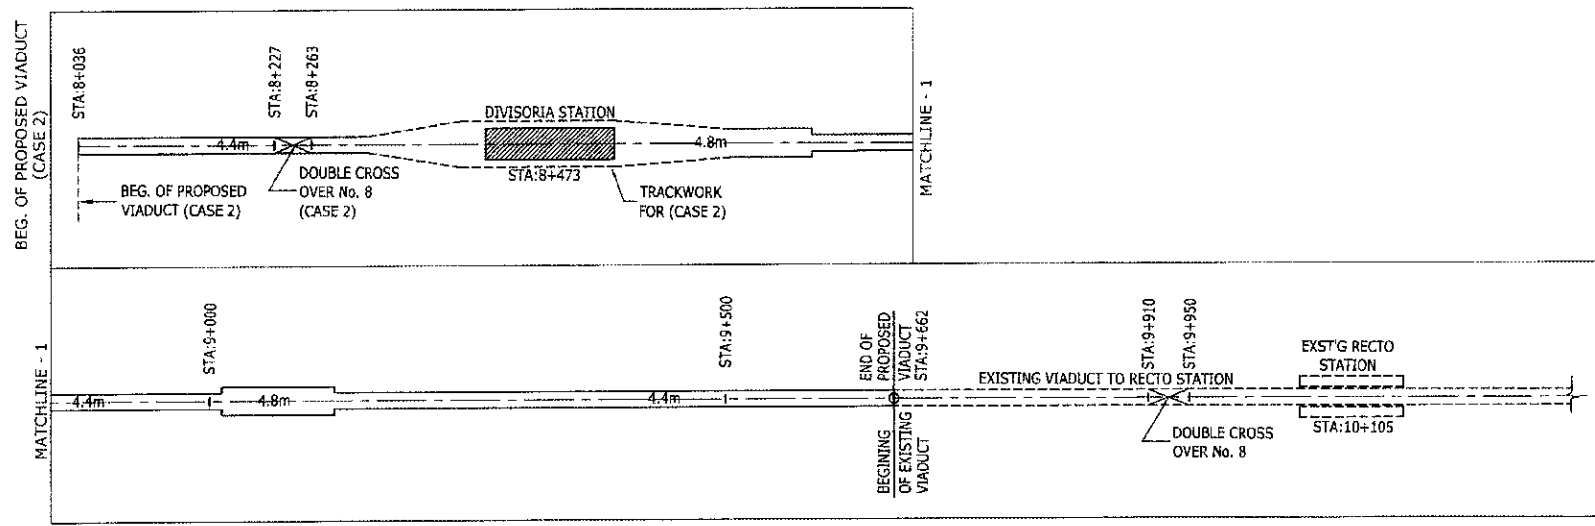 BEG. OF PROPOSED VIADUCT
(CASE 2)
STA:8+036
STA:8+227
STA:8+263
DIVISORIA STATION
4.4m
4.8m
STA:8+473
BEG. OF PROPOSED
VIADUCT (CASE 2)
DOUBLE CROSS
OVER No. 8
(CASE 2)
TRACKWORK
FOR (CASE 2)
MATCHLINE - 1
MATCHLINE - 1
STA:9+000
STA:9+500
END OF
PROPOSED
VIADUCT
STA:9+662
STA:9+910
STA:9+950
EXST'G RECTO
STATION
EXISTING VIADUCT TO RECTO STATION
4.4m
4.8m
4.4m
STA:10+105
DOUBLE CROSS
OVER No. 8
BEGINING
OF EXISTING
VIADUCT